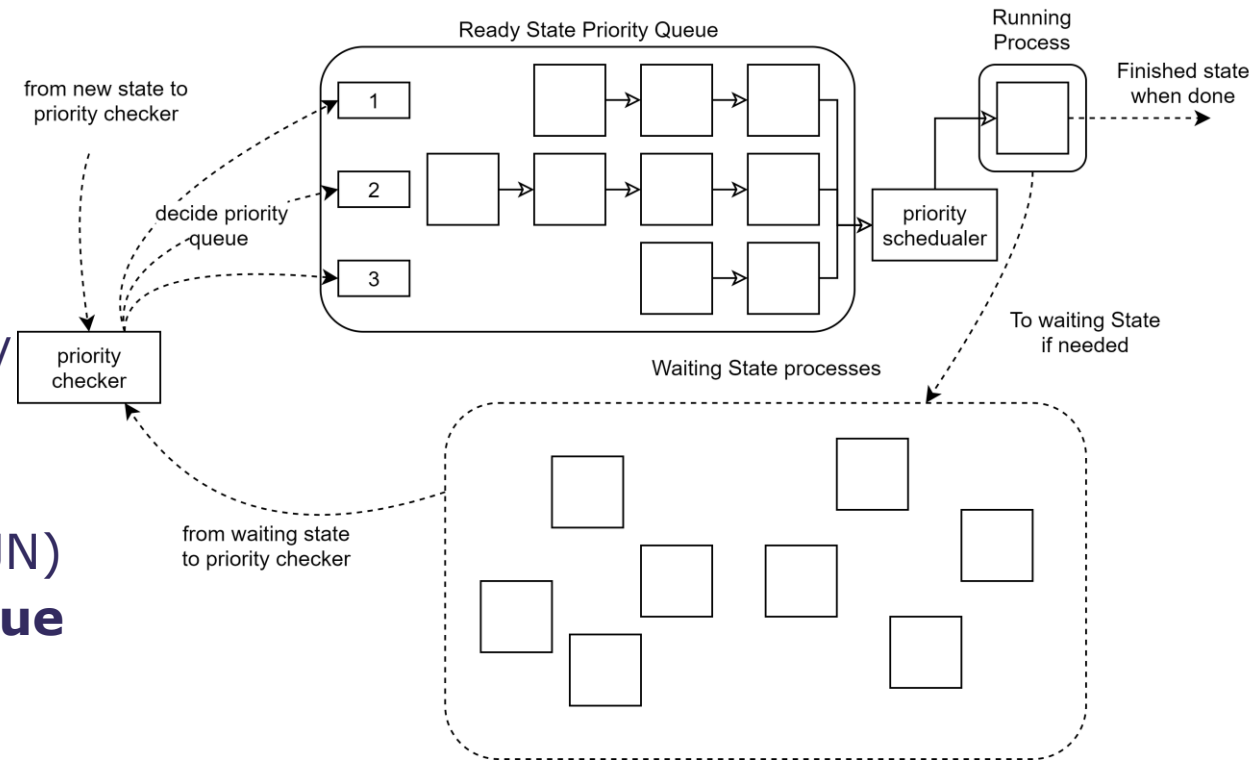 Ready State Priority Queue
Running
Process
from new state to
priority checker
Finished state
when done
1
2
3
decide priority
queue
priority
schedualer
To waiting State
if needed
y
priority
checker
Waiting State processes
from waiting state
to priority checker
UN)
ue